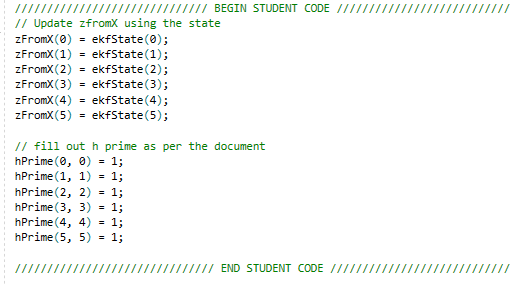 ////////////////////////////// BEGIN STUDENT CODE ///////////////////////////
// Update zfromX using the state
zFromX(0) = ekfState(0);
zFromX(1) = ekfState(1);
zFromX(2) = ekfState(2);
zFromX(3) = ekfState(3);
zFromX(4) = ekfState(4);
zFromX(5) = ekfState(5);
// fill out h prime as per the document
hPrime(0, 0) = 1;
hPrime(1, 1) = 1;
hPrime(2, 2) = 1;
hPrime(3, 3) = 1;
hPrime(4, 4) = 1;
hPrime(5, 5) = 1;
/////////////////////////////// END STUDENT CODE ////////////////////////////